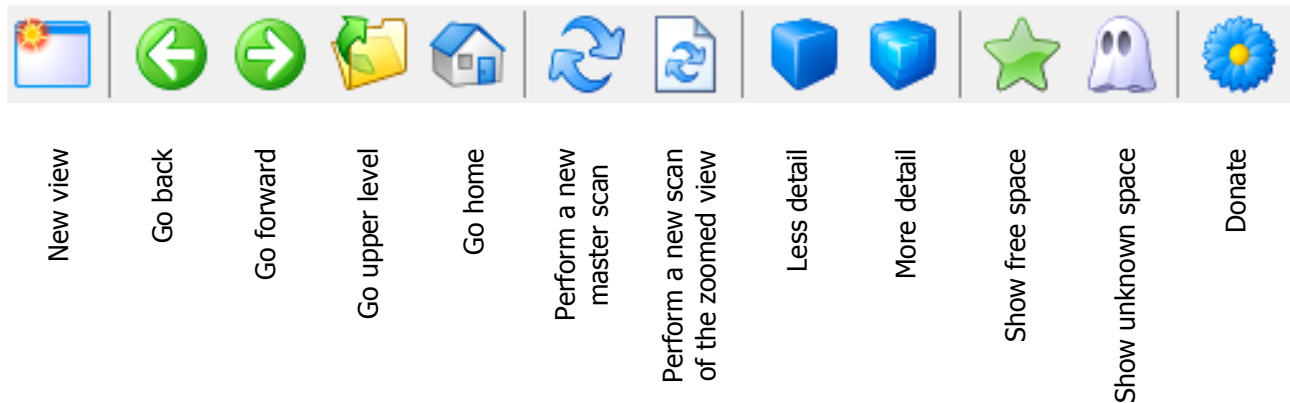 New view
Go back
Go forward
Go upper level
Go home
Perform a new
master scan
Perform a new scan
of the zoomed view
Less detail
More detail
Show free space
Show unknown space
Donate